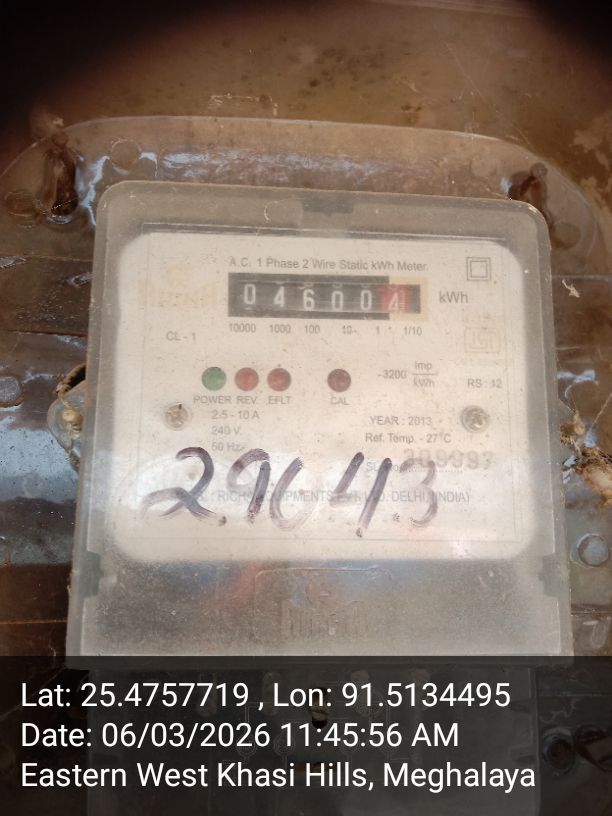 A.C. 1 Phase 2 Wire Static kWh Meter.
046004 kWh
10000 1000 100 10 1 1/10
CL - 1
3200 imp/kWh
RS : 12
POWER REV. EFLT CAL
2.5 - 10 A
240 V.
50 Hz
YEAR : 2013
Ref. Temp. - 27°C
EQUIPMENTS PVT. LTD. DELHI, (INDIA)
Lat: 25.4757719 , Lon: 91.5134495
Date: 06/03/2026 11:45:56 AM
Eastern West Khasi Hills, Meghalaya